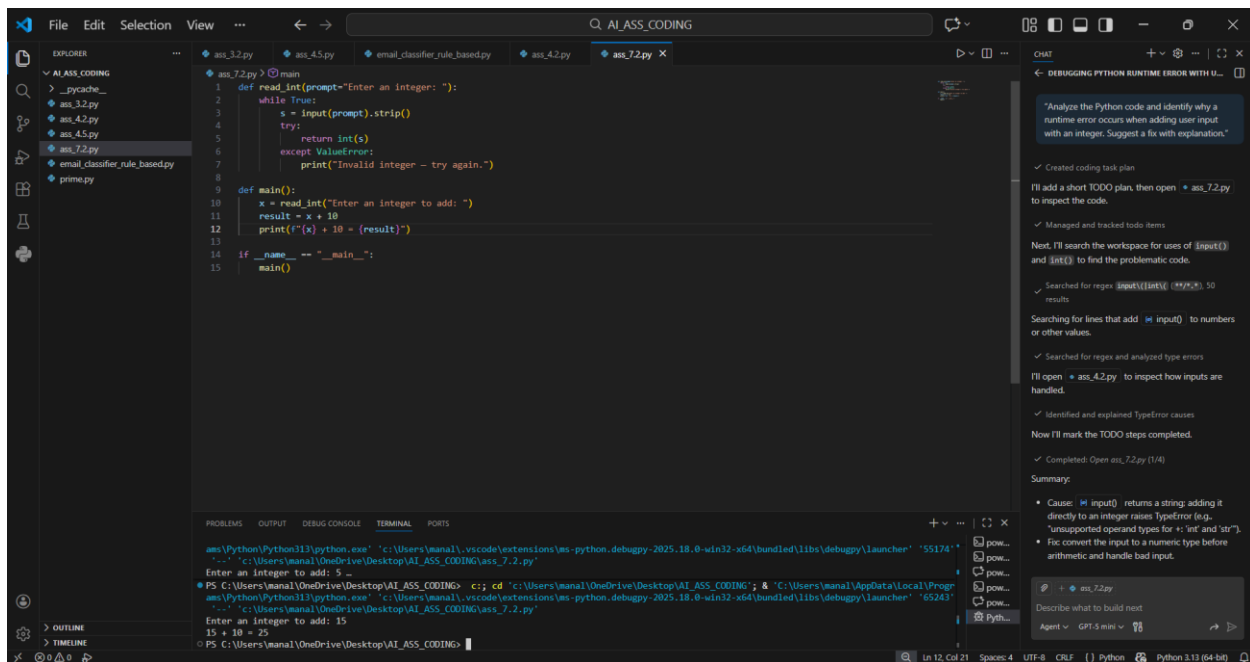 File Edit Selection View ··· AI_ASS_CODING
EXPLORER ···
AI_ASS_CODING
__pycache__
ass_3.2.py
ass_4.2.py
ass_4.5.py
ass_7.2.py
email_classifier_rule_based.py
prime.py
OUTLINE
TIMELINE
ass_3.2.py ass_4.5.py email_classifier_rule_based.py ass_4.2.py ass_7.2.py
ass_7.2.py > main
1 def read_int(prompt="Enter an integer: "):
2 while True:
3 s = input(prompt).strip()
4 try:
5 return int(s)
6 except ValueError:
7 print("Invalid integer — try again.")
8
9 def main():
10 x = read_int("Enter an integer to add: ")
11 result = x + 10
12 print(f"{x} + 10 = {result}")
13
14 if __name__ == "__main__":
15 main()
PROBLEMS OUTPUT DEBUG CONSOLE TERMINAL PORTS
ams\Python\Python313\python.exe' 'c:\Users\manal\.vscode\extensions\ms-python.debugpy-2025.18.0-win32-x64\bundled\libs\debugpy\launcher' '55174'
'--' 'c:\Users\manal\OneDrive\Desktop\AI_ASS_CODING\ass_7.2.py'
Enter an integer to add: 5 …
PS C:\Users\manal\OneDrive\Desktop\AI_ASS_CODING> c:; cd 'c:\Users\manal\OneDrive\Desktop\AI_ASS_CODING'; & 'C:\Users\manal\AppData\Local\Progr
ams\Python\Python313\python.exe' 'c:\Users\manal\.vscode\extensions\ms-python.debugpy-2025.18.0-win32-x64\bundled\libs\debugpy\launcher' '65243'
'--' 'c:\Users\manal\OneDrive\Desktop\AI_ASS_CODING\ass_7.2.py'
Enter an integer to add: 15
15 + 10 = 25
PS C:\Users\manal\OneDrive\Desktop\AI_ASS_CODING>
pow...
pow...
pow...
pow...
pow...
Pyth...
CHAT
DEBUGGING PYTHON RUNTIME ERROR WITH U...
"Analyze the Python code and identify why a
runtime error occurs when adding user input
with an integer. Suggest a fix with explanation."
Created coding task plan
I'll add a short TODO plan, then open ass_7.2.py
to inspect the code.
Managed and tracked todo items
Next, I'll search the workspace for uses of input()
and int() to find the problematic code.
Searched for regex input\(|int\( (**/*.*), 50
results
Searching for lines that add input() to numbers
or other values.
Searched for regex and analyzed type errors
I'll open ass_4.2.py to inspect how inputs are
handled.
Identified and explained TypeError causes
Now I'll mark the TODO steps completed.
Completed: Open ass_7.2.py (1/4)
Summary:
• Cause: input() returns a string; adding it
directly to an integer raises TypeError (e.g.,
"unsupported operand types for +: 'int' and 'str'").
• Fix: convert the input to a numeric type before
arithmetic and handle bad input.
+ ass_7.2.py
Describe what to build next
Agent GPT-5 mini
0 0 Ln 12, Col 21 Spaces: 4 UTF-8 CRLF { } Python Python 3.13 (64-bit)